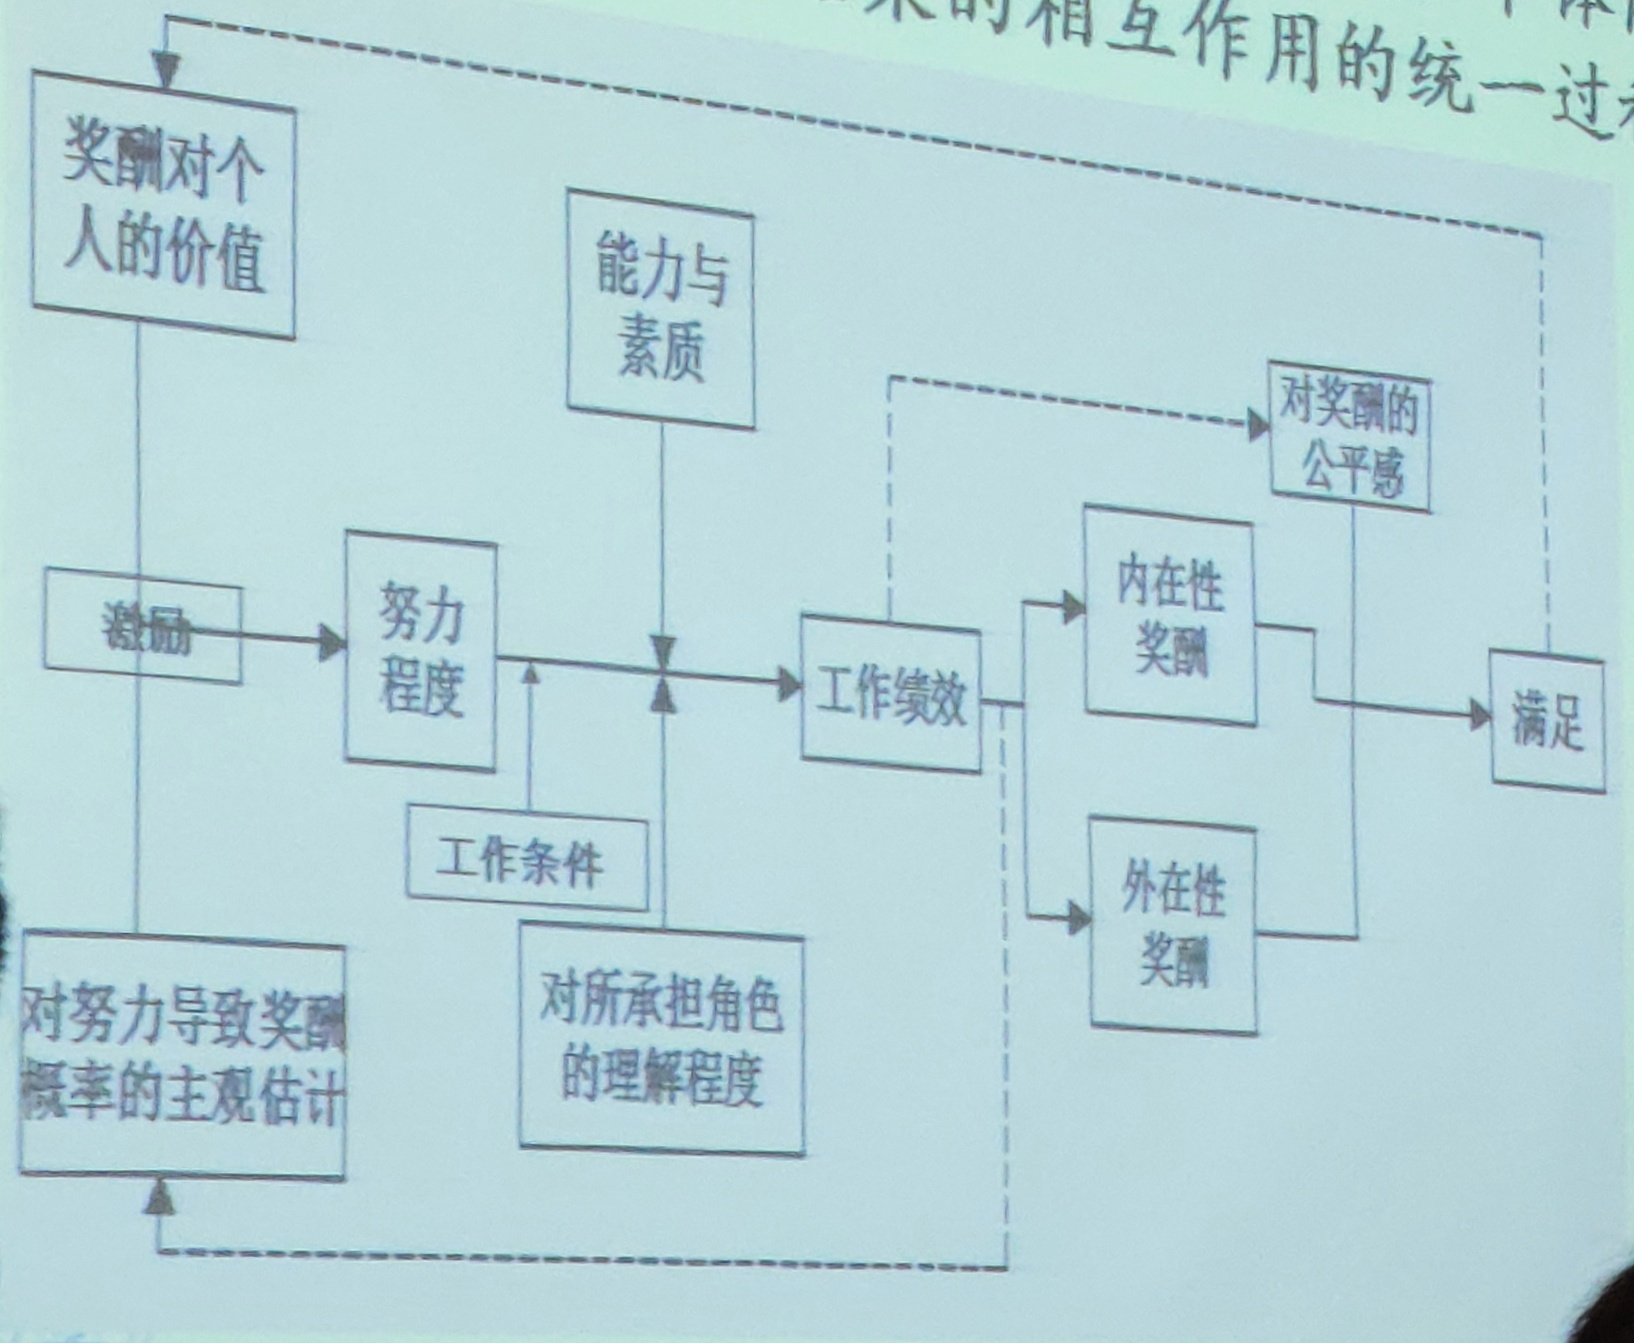 的相互作用的统一过
奖酬对个
人的价值
能力与
素质
对奖酬的
公平感
内在性
奖酬
激励
努力
程度
工作绩效
满足
工作条件
外在性
奖酬
对努力导致奖酬
概率的主观估计
对所承担角色
的理解程度